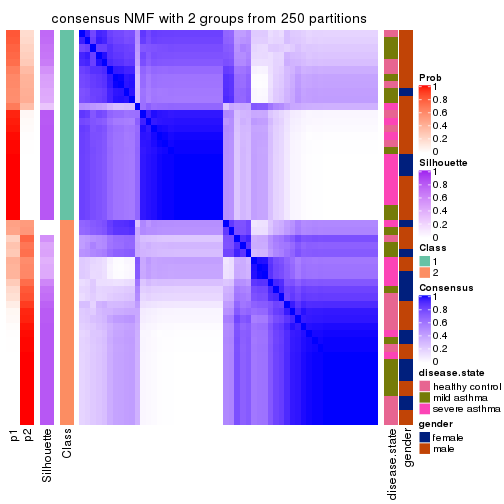 consensus NMF with 2 groups from 250 partitions
Prob
1
0.8
0.6
0.4
0.2
0
Silhouette
1
0.8
0.6
0.4
0.2
0
Class
1
2
Consensus
1
0.8
0.6
0.4
0.2
0
disease.state
healthy control
mild asthma
severe asthma
gender
female
male
p1
p2
Silhouette
Class
disease.state
gender